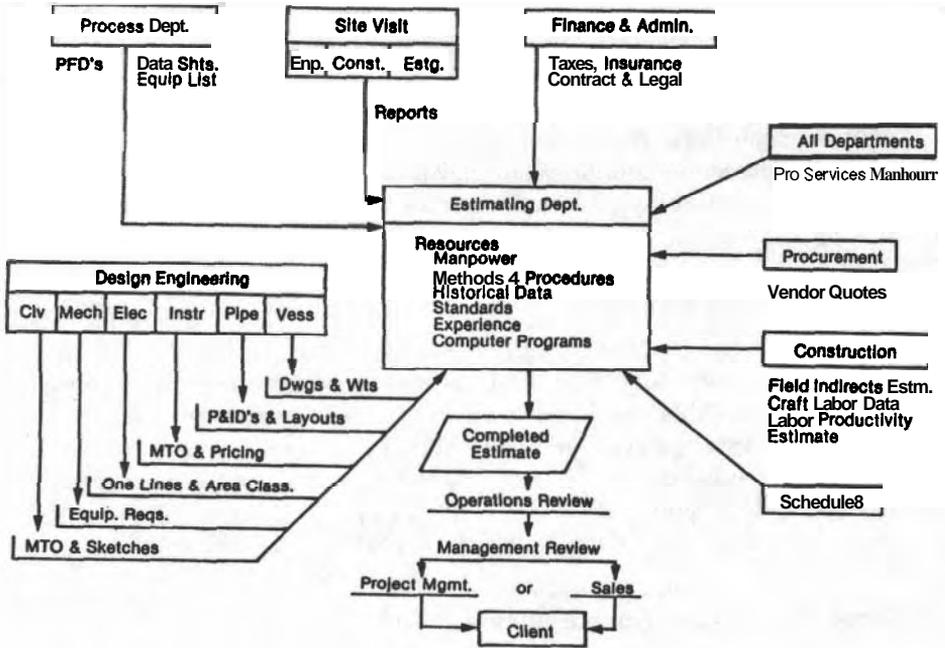 Process Dept.
PFD's
Data Shts.
Equip List
Site Visit
Enp. Const. Estg.
Reports
Finance & Admin.
Taxes, Insurance
Contract & Legal
All Departments
Pro Services Manhourr
Estimating Dept.
Resources
Manpower
Methods 4 Procedures
Historical Data
Standards
Experience
Computer Programs
Procurement
Vendor Quotes
Construction
Field Indirects Estm.
Craft Labor Data
Labor Productivity
Estimate
Schedule8
Design Engineering
Clv Mech Elec Instr Pipe Vess
Dwgs & Wts
P&ID's & Layouts
MTO & Pricing
One Lines & Area Class.
Equip. Reqs.
MTO & Sketches
Completed
Estimate
Operations Review
Management Review
Project Mgmt. or Sales
Client